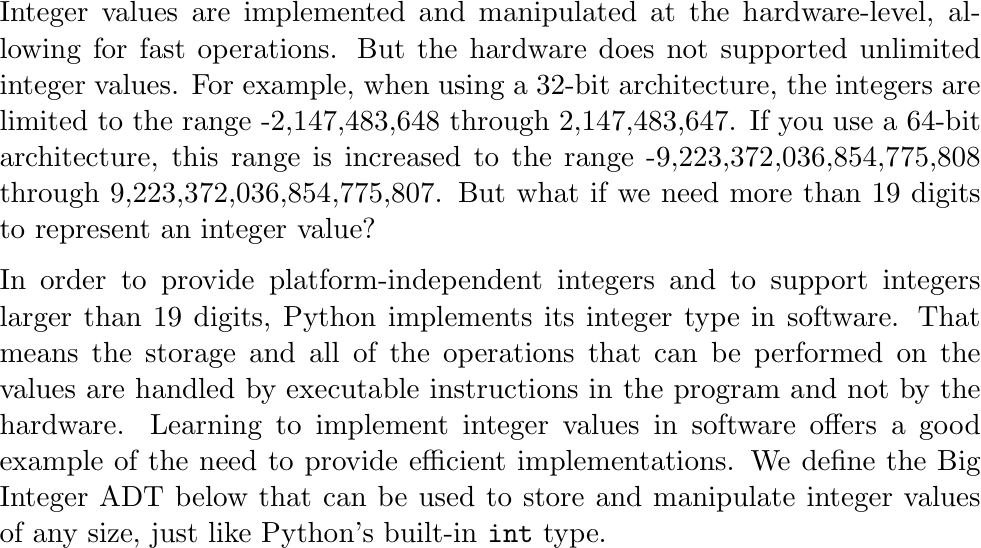 Integer values are implemented and manipulated at the hardware-level, al-
lowing for fast operations. But the hardware does not supported unlimited
integer values. For example, when using a 32-bit architecture, the integers are
limited to the range -2,147,483,648 through 2,147,483,647. If you use a 64-bit
architecture, this range is increased to the range -9,223,372,036,854,775,808
through 9,223,372,036,854,775,807. But what if we need more than 19 digits
to represent an integer value?
In order to provide platform-independent integers and to support integers
larger than 19 digits, Python implements its integer type in software. That
means the storage and all of the operations that can be performed on the
values are handled by executable instructions in the program and not by the
hardware. Learning to implement integer values in software offers a good
example of the need to provide efficient implementations. We define the Big
Integer ADT below that can be used to store and manipulate integer values
of any size, just like Python's built-in int type.